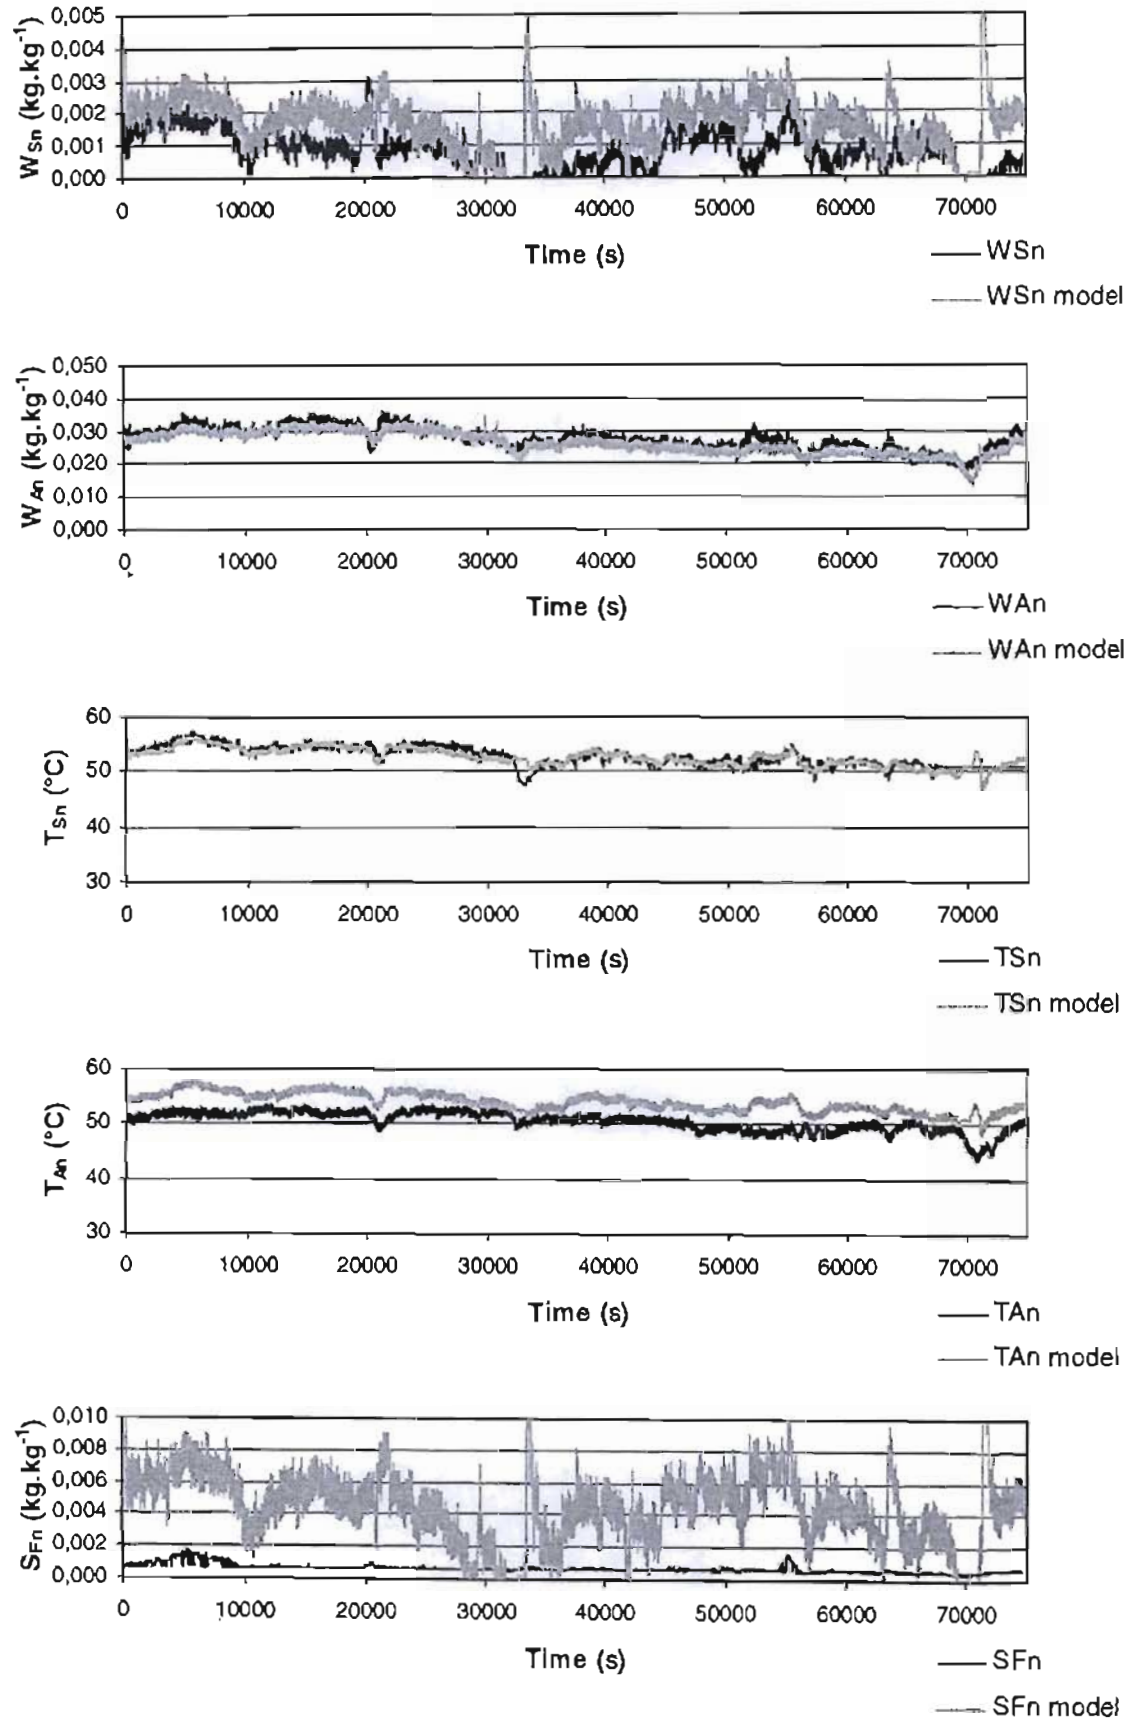 W_Sn (kg.kg⁻¹)
0,005
0,004
0,003
0,002
0,001
0,000
0 10000 20000 30000 40000 50000 60000 70000
Time (s)
WSn
WSn model
W_An (kg.kg⁻¹)
0,050
0,040
0,030
0,020
0,010
0,000
0 10000 20000 30000 40000 50000 60000 70000
Time (s)
WAn
WAn model
T_Sn (°C)
60
50
40
30
0 10000 20000 30000 40000 50000 60000 70000
Time (s)
TSn
TSn model
T_An (°C)
60
50
40
30
0 10000 20000 30000 40000 50000 60000 70000
Time (s)
TAn
TAn model
S_Fn (kg.kg⁻¹)
0,010
0,008
0,006
0,004
0,002
0,000
0 10000 20000 30000 40000 50000 60000 70000
Time (s)
SFn
SFn model